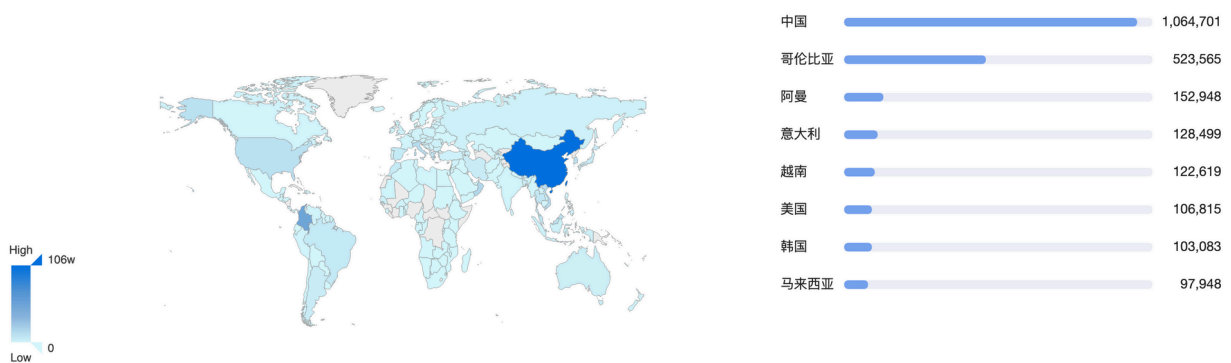 中国 1,064,701
哥伦比亚 523,565
阿曼 152,948
意大利 128,499
越南 122,619
美国 106,815
韩国 103,083
马来西亚 97,948
High
106w
0
Low